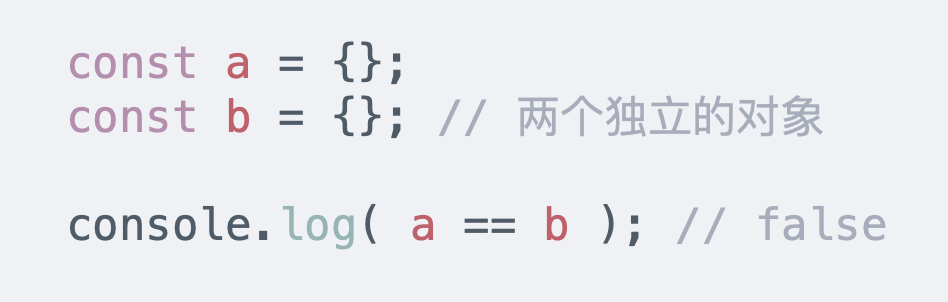 const a = {};
const b = {}; // 两个独立的对象
console.log( a == b ); // false